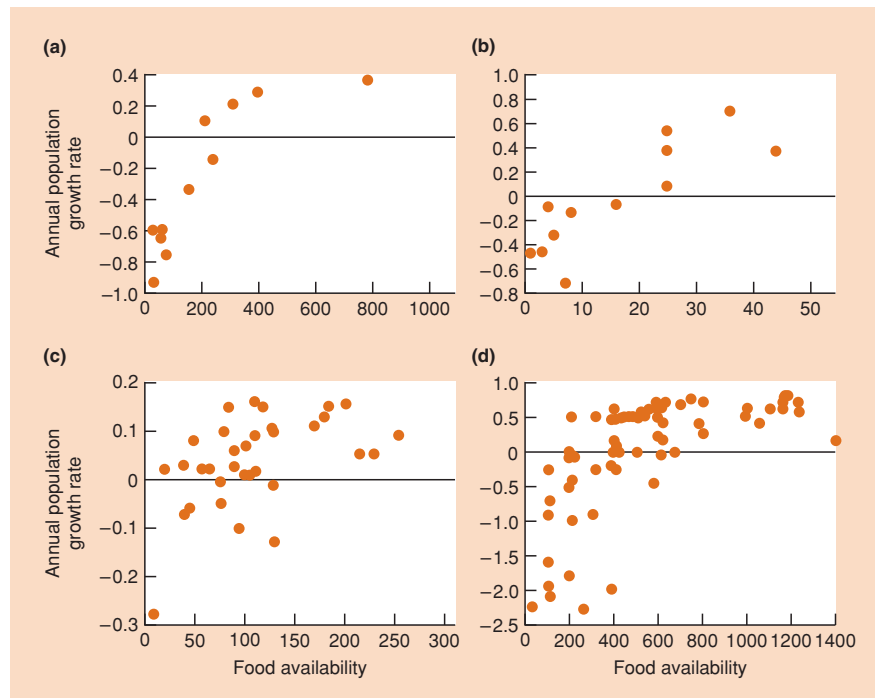 (a)
Annual population
growth rate
0.4
0.2
0
−0.2
−0.4
−0.6
−0.8
−1.0
0 200 400 600 800 1000
(b)
1.0
0.8
0.6
0.4
0.2
0
−0.2
−0.4
−0.6
−0.8
0 10 20 30 40 50
(c)
Annual population
growth rate
0.2
0.1
0
−0.1
−0.2
−0.3
0 50 100 150 200 250 300
Food availability
(d)
1.0
0.5
0
−0.5
−1.0
−1.5
−2.0
−2.5
0 200 400 600 800 1000 1200 1400
Food availability